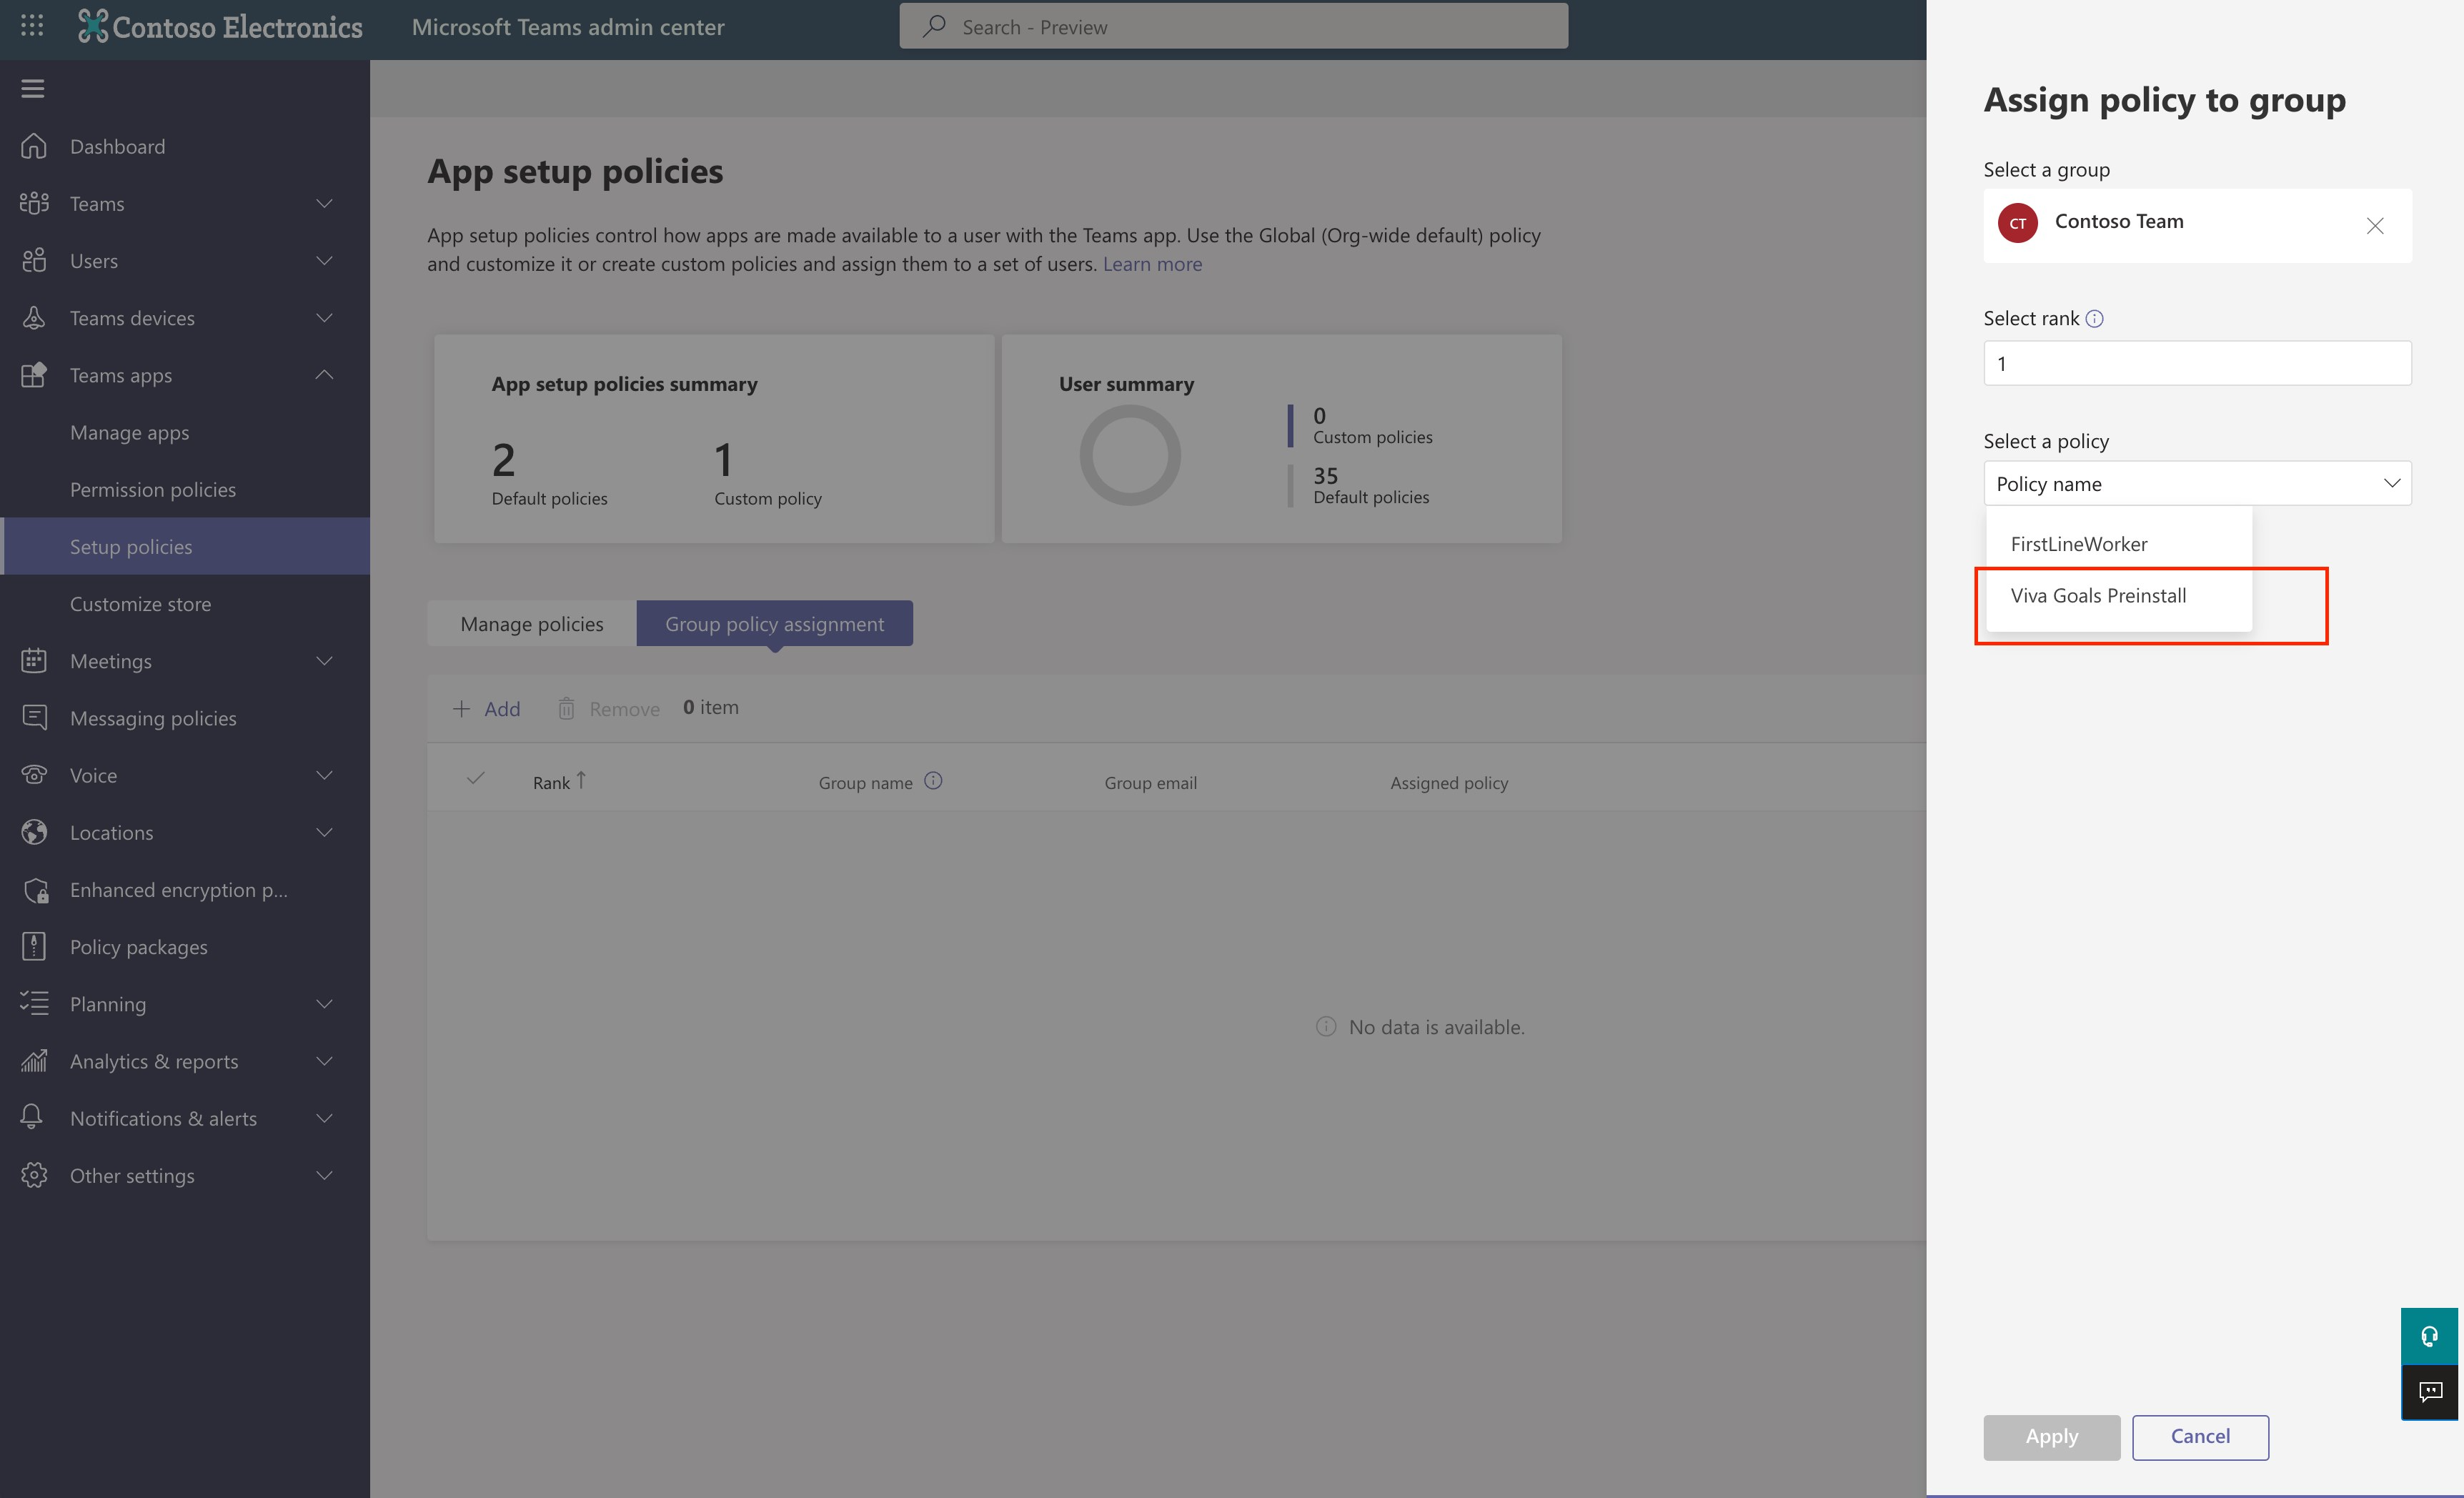 Contoso Electronics
Microsoft Teams admin center
Search - Preview
Dashboard
Teams
Users
Teams devices
Teams apps
Manage apps
Permission policies
Setup policies
Customize store
Meetings
Messaging policies
Voice
Locations
Enhanced encryption p...
Policy packages
Planning
Analytics & reports
Notifications & alerts
Other settings
App setup policies
App setup policies control how apps are made available to a user with the Teams app. Use the Global (Org-wide default) policy
and customize it or create custom policies and assign them to a set of users. Learn more
App setup policies summary
2
Default policies
1
Custom policy
User summary
0
Custom policies
35
Default policies
Manage policies
Group policy assignment
Add
Remove
0 item
Rank
Group name
Group email
Assigned policy
No data is available.
Assign policy to group
Select a group
CT
Contoso Team
Select rank
1
Select a policy
Policy name
FirstLineWorker
Viva Goals Preinstall
Apply
Cancel